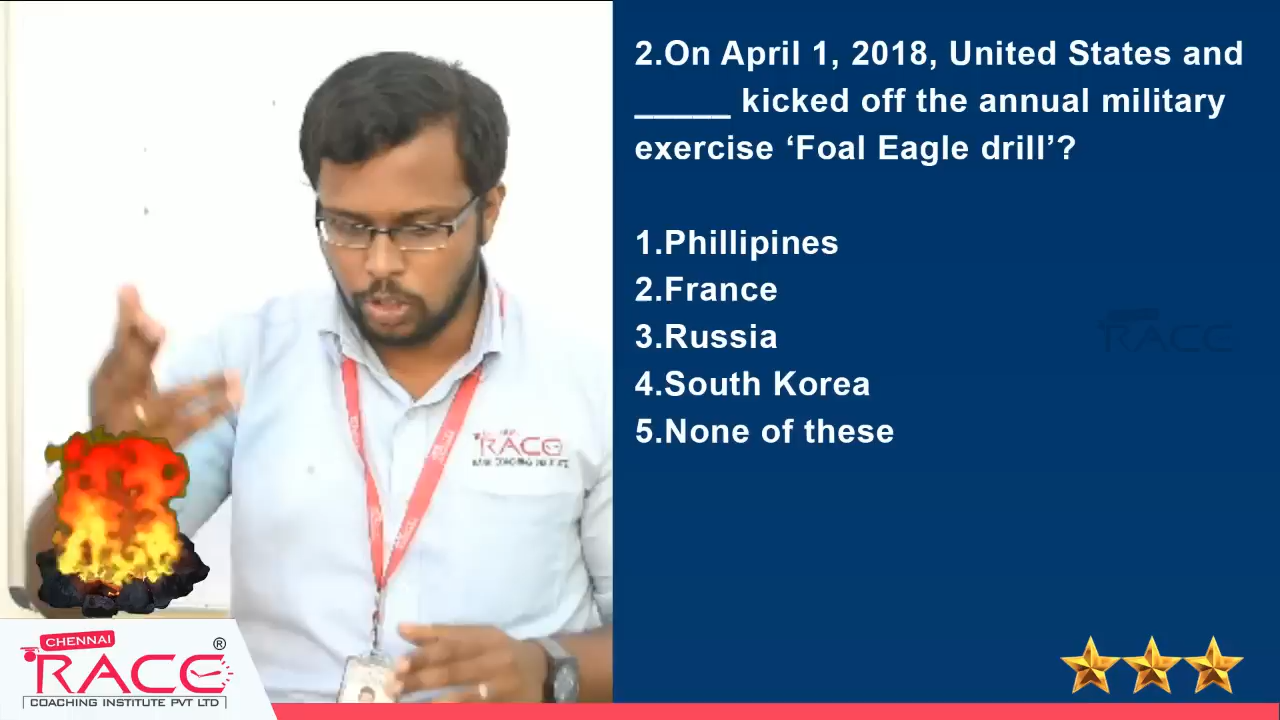 2.On April 1, 2018, United States and
_____ kicked off the annual military
exercise ‘Foal Eagle drill’?
1.Phillipines
2.France
3.Russia
4.South Korea
5.None of these
RACE
RACE
CHENNAI
RACE®
COACHING INSTITUTE PVT LTD